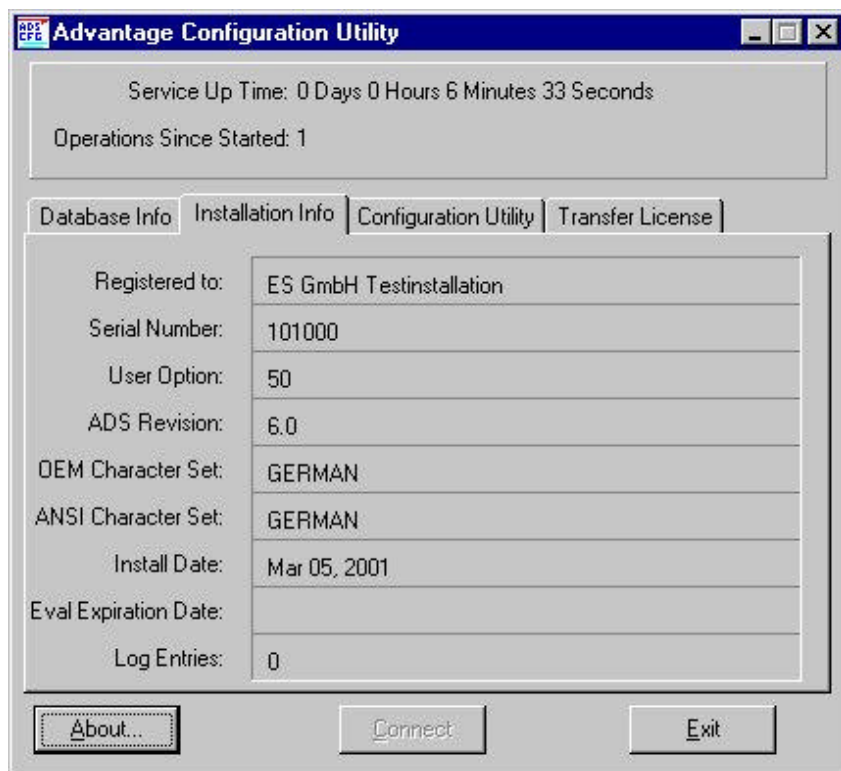 ADS CFG Advantage Configuration Utility
Service Up Time: 0 Days 0 Hours 6 Minutes 33 Seconds
Operations Since Started: 1
Database Info Installation Info Configuration Utility Transfer License
Registered to: ES GmbH Testinstallation
Serial Number: 101000
User Option: 50
ADS Revision: 6.0
OEM Character Set: GERMAN
ANSI Character Set: GERMAN
Install Date: Mar 05, 2001
Eval Expiration Date:
Log Entries: 0
About... Connect Exit